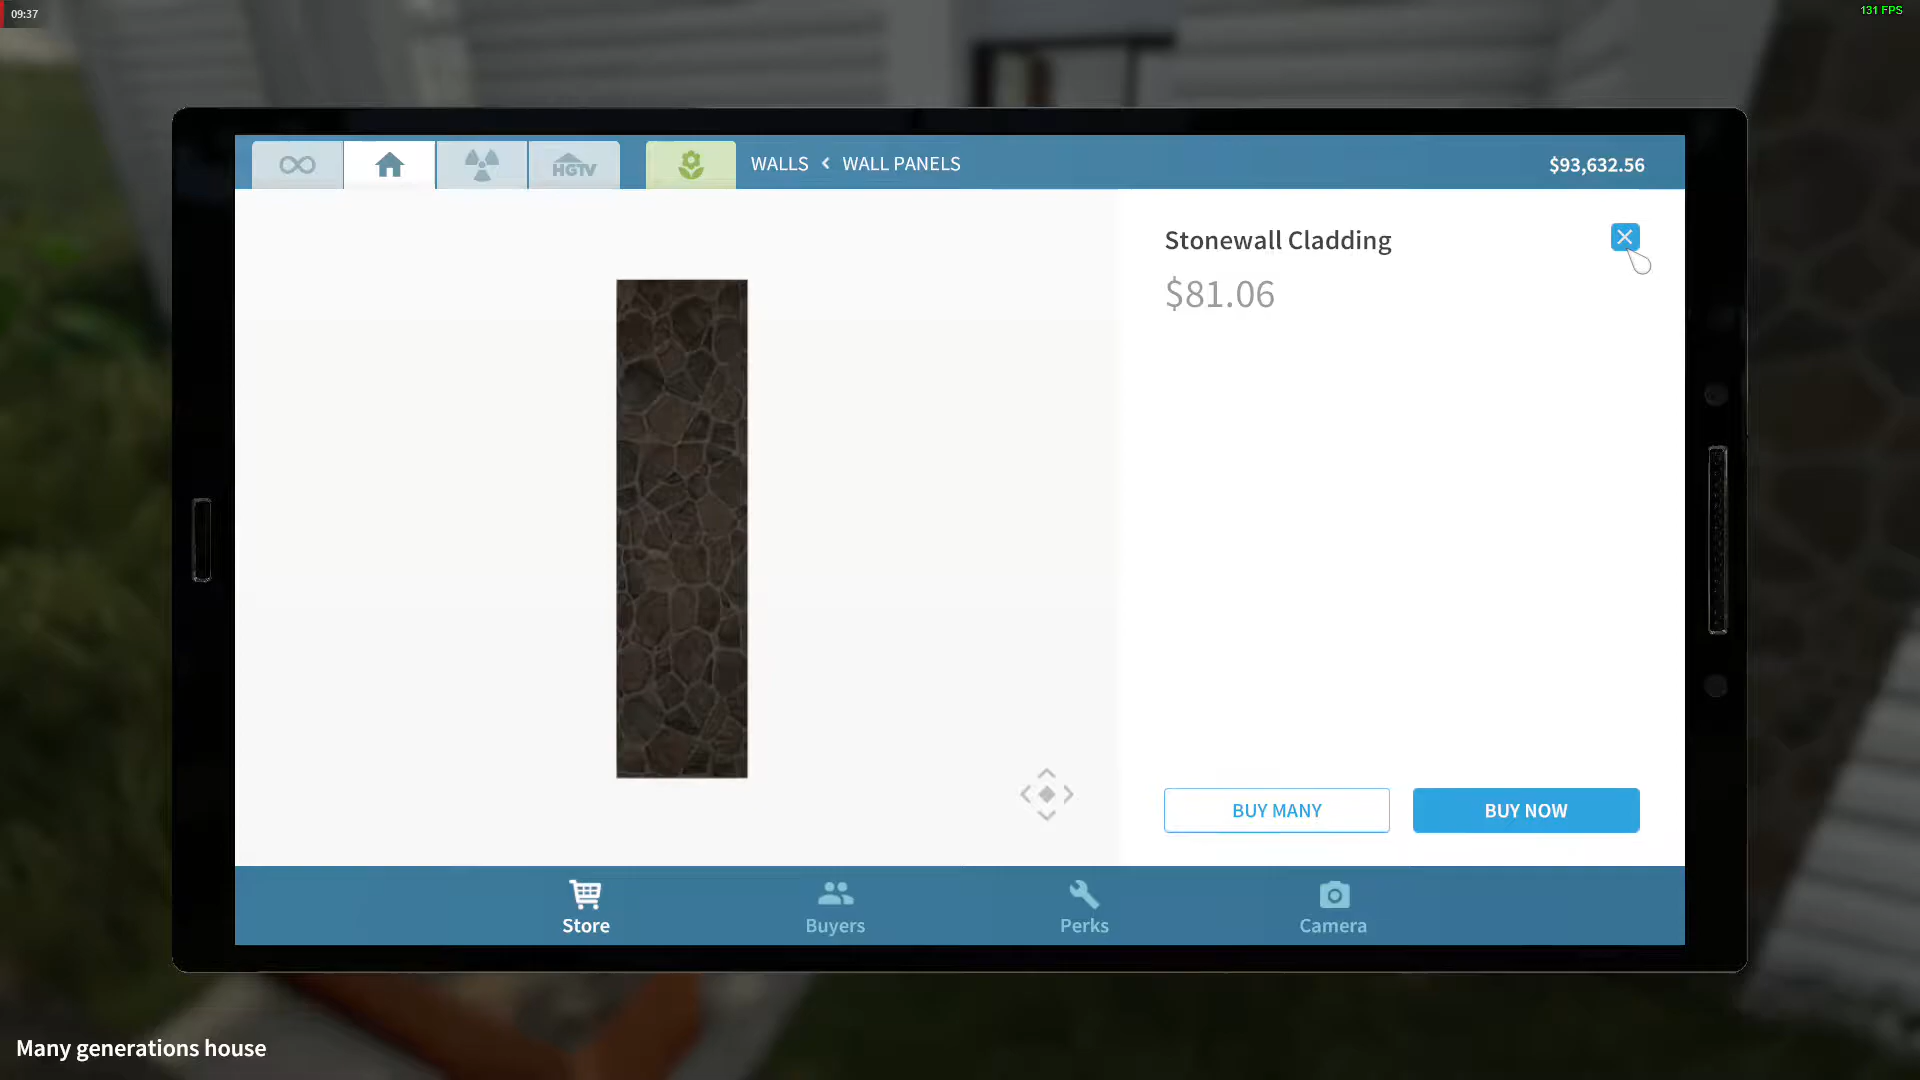 09:37
131 FPS
HGTV
WALLS < WALL PANELS
$93,632.56
Stonewall Cladding
$81.06
BUY MANY
BUY NOW
Store
Buyers
Perks
Camera
Many generations house